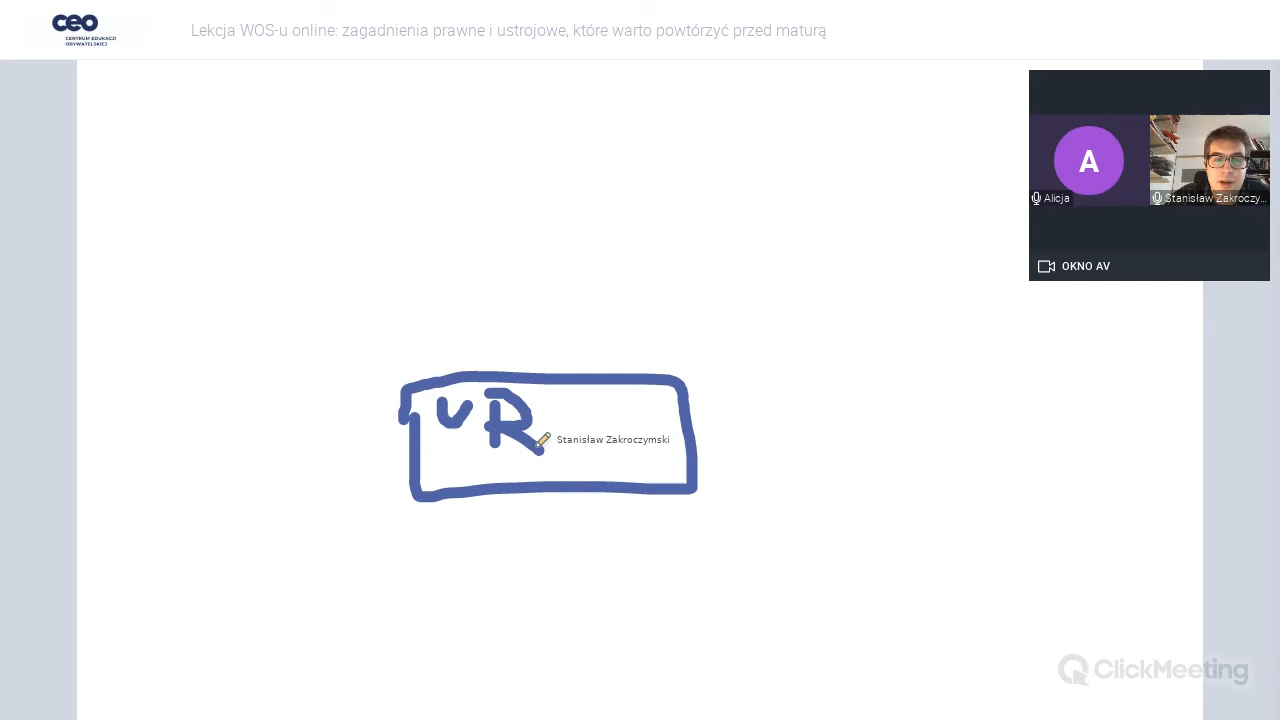 ceo
CENTRUM EDUKACJI
OBYWATELSKIEJ
Lekcja WOS-u online: zagadnienia prawne i ustrojowe, które warto powtórzyć przed maturą
A
Alicja
Stanisław Zakroczy...
OKNO AV
UR
Stanisław Zakroczymski
ClickMeeting